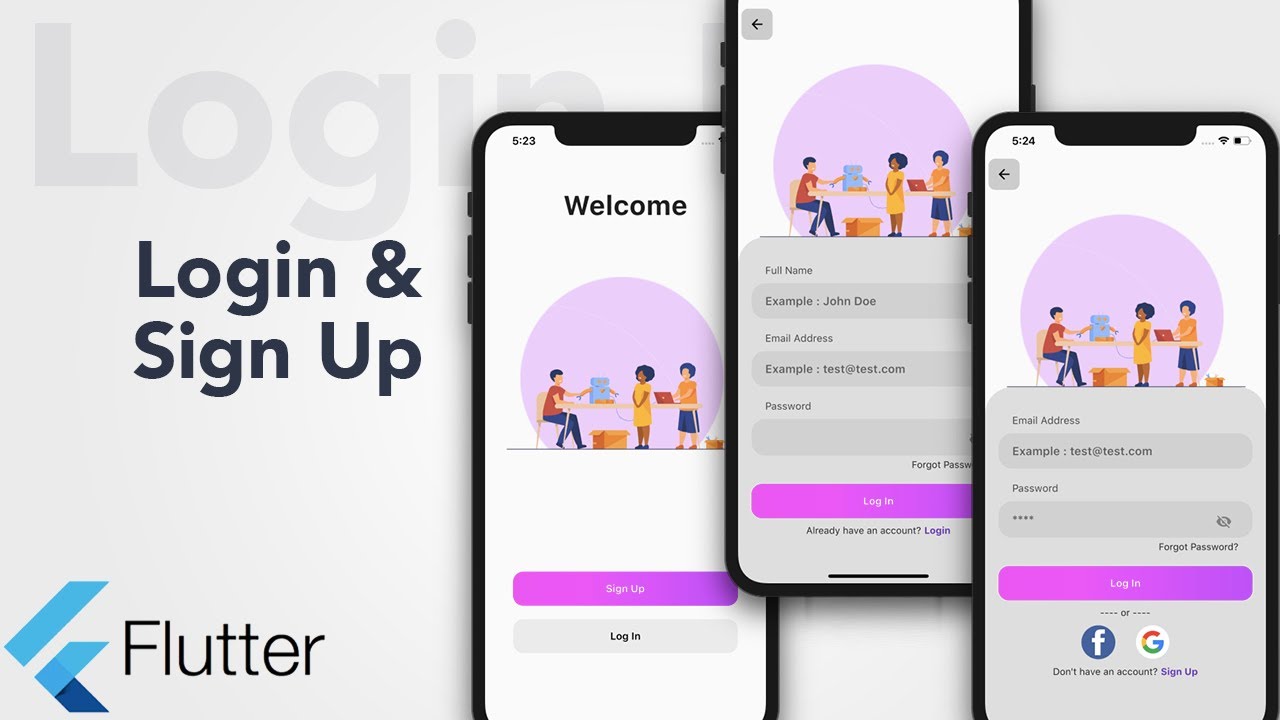 Login
Login &
Sign Up
Flutter
5:23
Welcome
Sign Up
Log In
Full Name
Example : John Doe
Email Address
Example : test@test.com
Password
Forgot Passw
Log In
Already have an account? Login
5:24
Email Address
Example : test@test.com
Password
****
Forgot Password?
Log In
---- or ----
f
G
Don't have an account? Sign Up